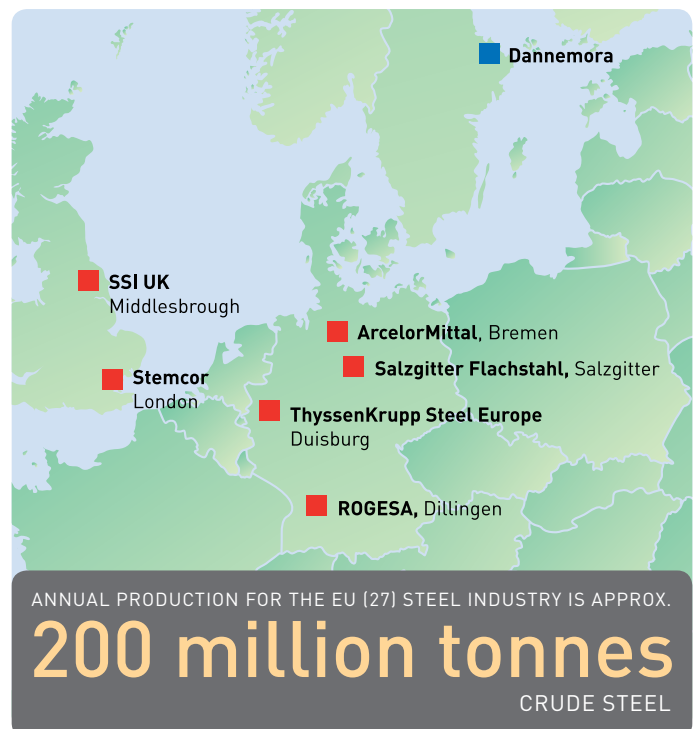 Dannemora
SSI UK
Middlesbrough
ArcelorMittal, Bremen
Salzgitter Flachstahl, Salzgitter
Stemcor
London
ThyssenKrupp Steel Europe
Duisburg
ROGESA, Dillingen
ANNUAL PRODUCTION FOR THE EU (27) STEEL INDUSTRY IS APPROX.
200 million tonnes
CRUDE STEEL